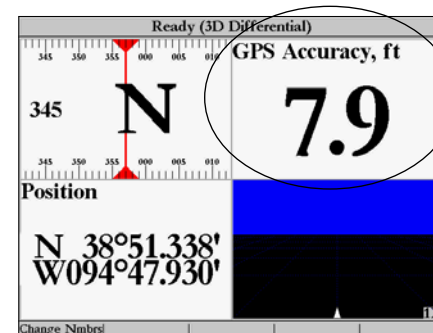 Ready (3D Differential)
345 350 355 000 005 010
345 N
345 350 355 000 005 010
GPS Accuracy, ft
7.9
Position
N 38°51.338'
W094°47.930'
Change Nmbrs